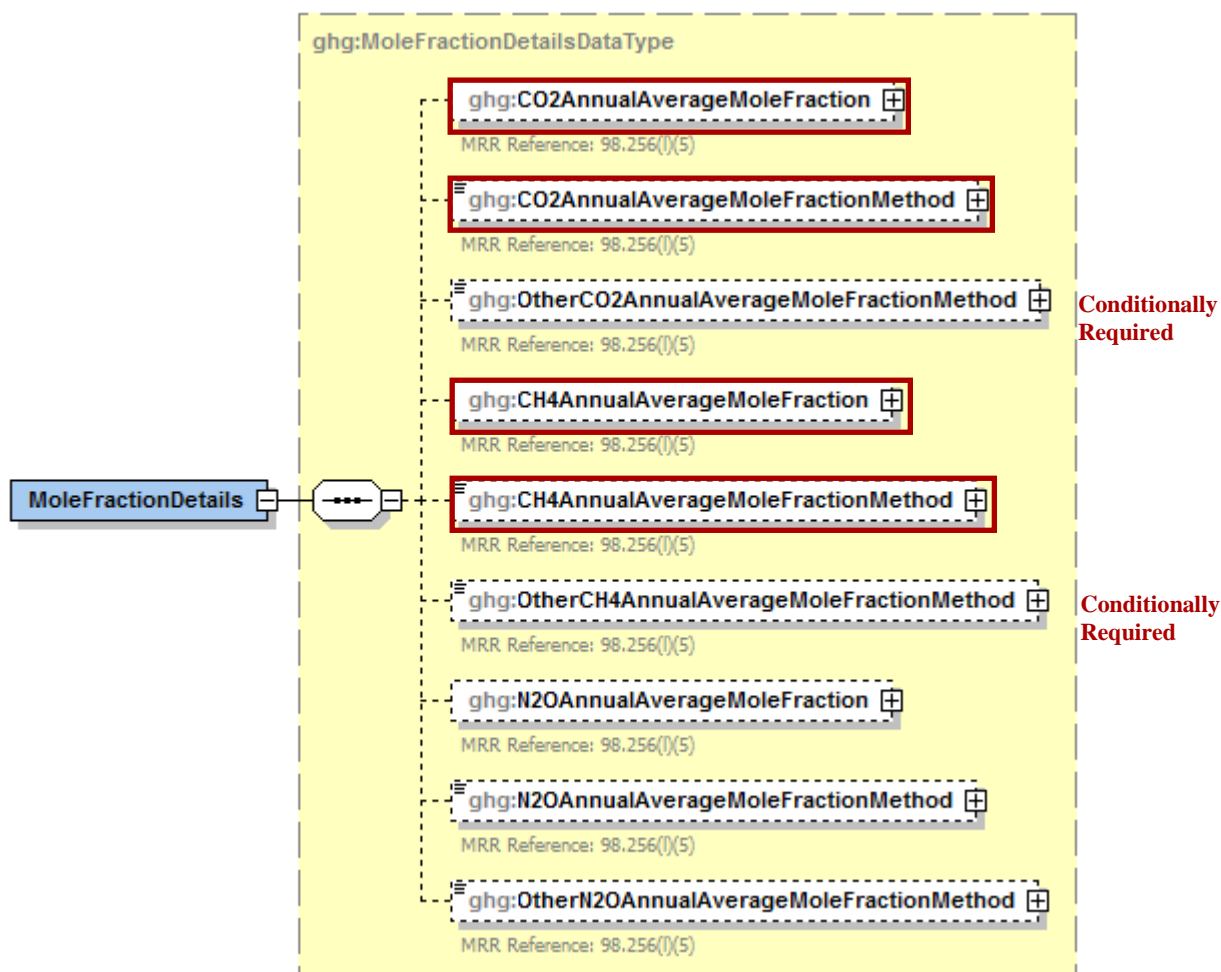 ghg:MoleFractionDetailsDataType
ghg:CO2AnnualAverageMoleFraction
MRR Reference: 98.256(l)(5)
ghg:CO2AnnualAverageMoleFractionMethod
MRR Reference: 98.256(l)(5)
ghg:OtherCO2AnnualAverageMoleFractionMethod
Conditionally
Required
MRR Reference: 98.256(l)(5)
ghg:CH4AnnualAverageMoleFraction
MRR Reference: 98.256(l)(5)
MoleFractionDetails
ghg:CH4AnnualAverageMoleFractionMethod
MRR Reference: 98.256(l)(5)
ghg:OtherCH4AnnualAverageMoleFractionMethod
Conditionally
Required
MRR Reference: 98.256(l)(5)
ghg:N2OAnnualAverageMoleFraction
MRR Reference: 98.256(l)(5)
ghg:N2OAnnualAverageMoleFractionMethod
MRR Reference: 98.256(l)(5)
ghg:OtherN2OAnnualAverageMoleFractionMethod
MRR Reference: 98.256(l)(5)